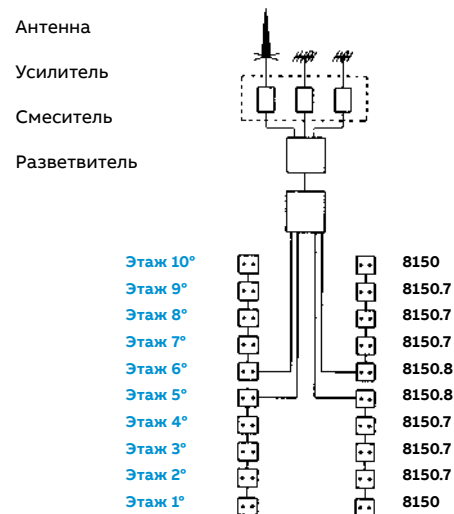 Антенна
Усилитель
Смеситель
Разветвитель
Этаж 10° 8150
Этаж 9° 8150.7
Этаж 8° 8150.7
Этаж 7° 8150.7
Этаж 6° 8150.8
Этаж 5° 8150.8
Этаж 4° 8150.7
Этаж 3° 8150.7
Этаж 2° 8150.7
Этаж 1° 8150